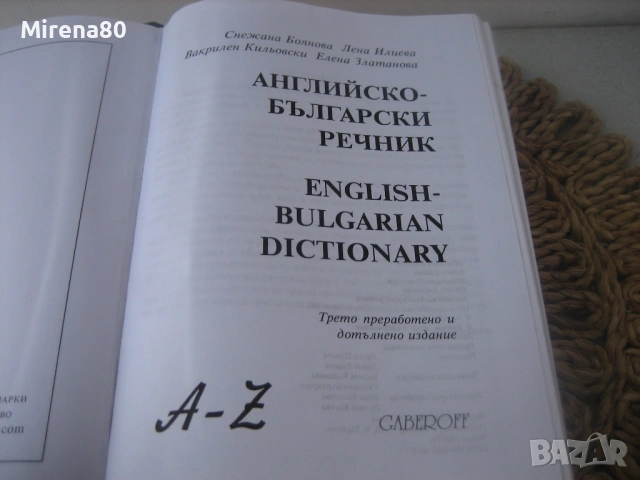 Mirena80
Снежана Боянова Лена Илиева
Вакрилен Кильовски Елена Златанова
АНГЛИЙСКО-
БЪЛГАРСКИ
РЕЧНИК
ENGLISH-
BULGARIAN
DICTIONARY
Трето преработено и
допълнено издание
A-Z
GABEROFF
BAZAR
bg